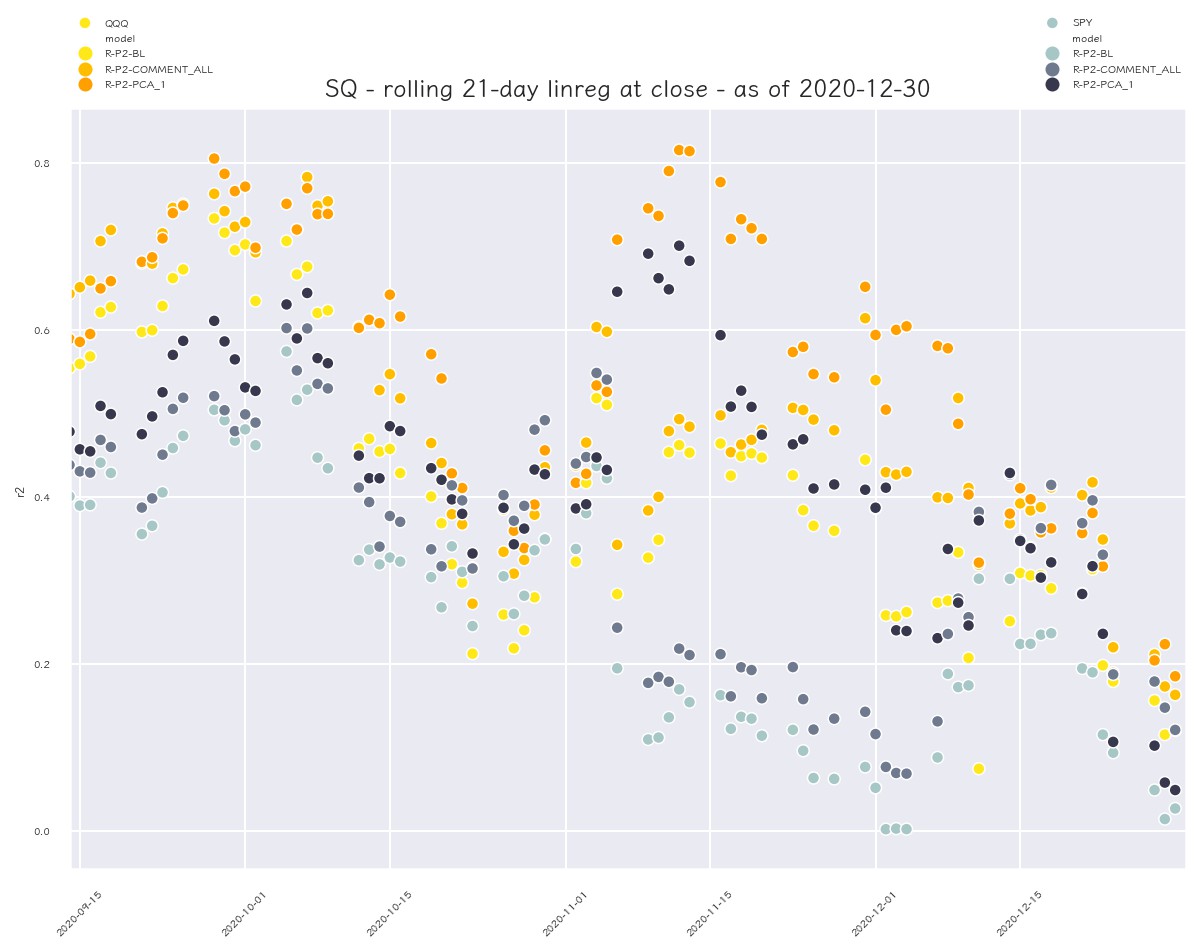 QQQ
model
R-P2-BL
R-P2-COMMENT_ALL
R-P2-PCA_1
SPY
model
R-P2-BL
R-P2-COMMENT_ALL
R-P2-PCA_1
SQ - rolling 21-day linreg at close - as of 2020-12-30
r2
0.8
0.6
0.4
0.2
0.0
2020-09-15
2020-10-01
2020-10-15
2020-11-01
2020-11-15
2020-12-01
2020-12-15